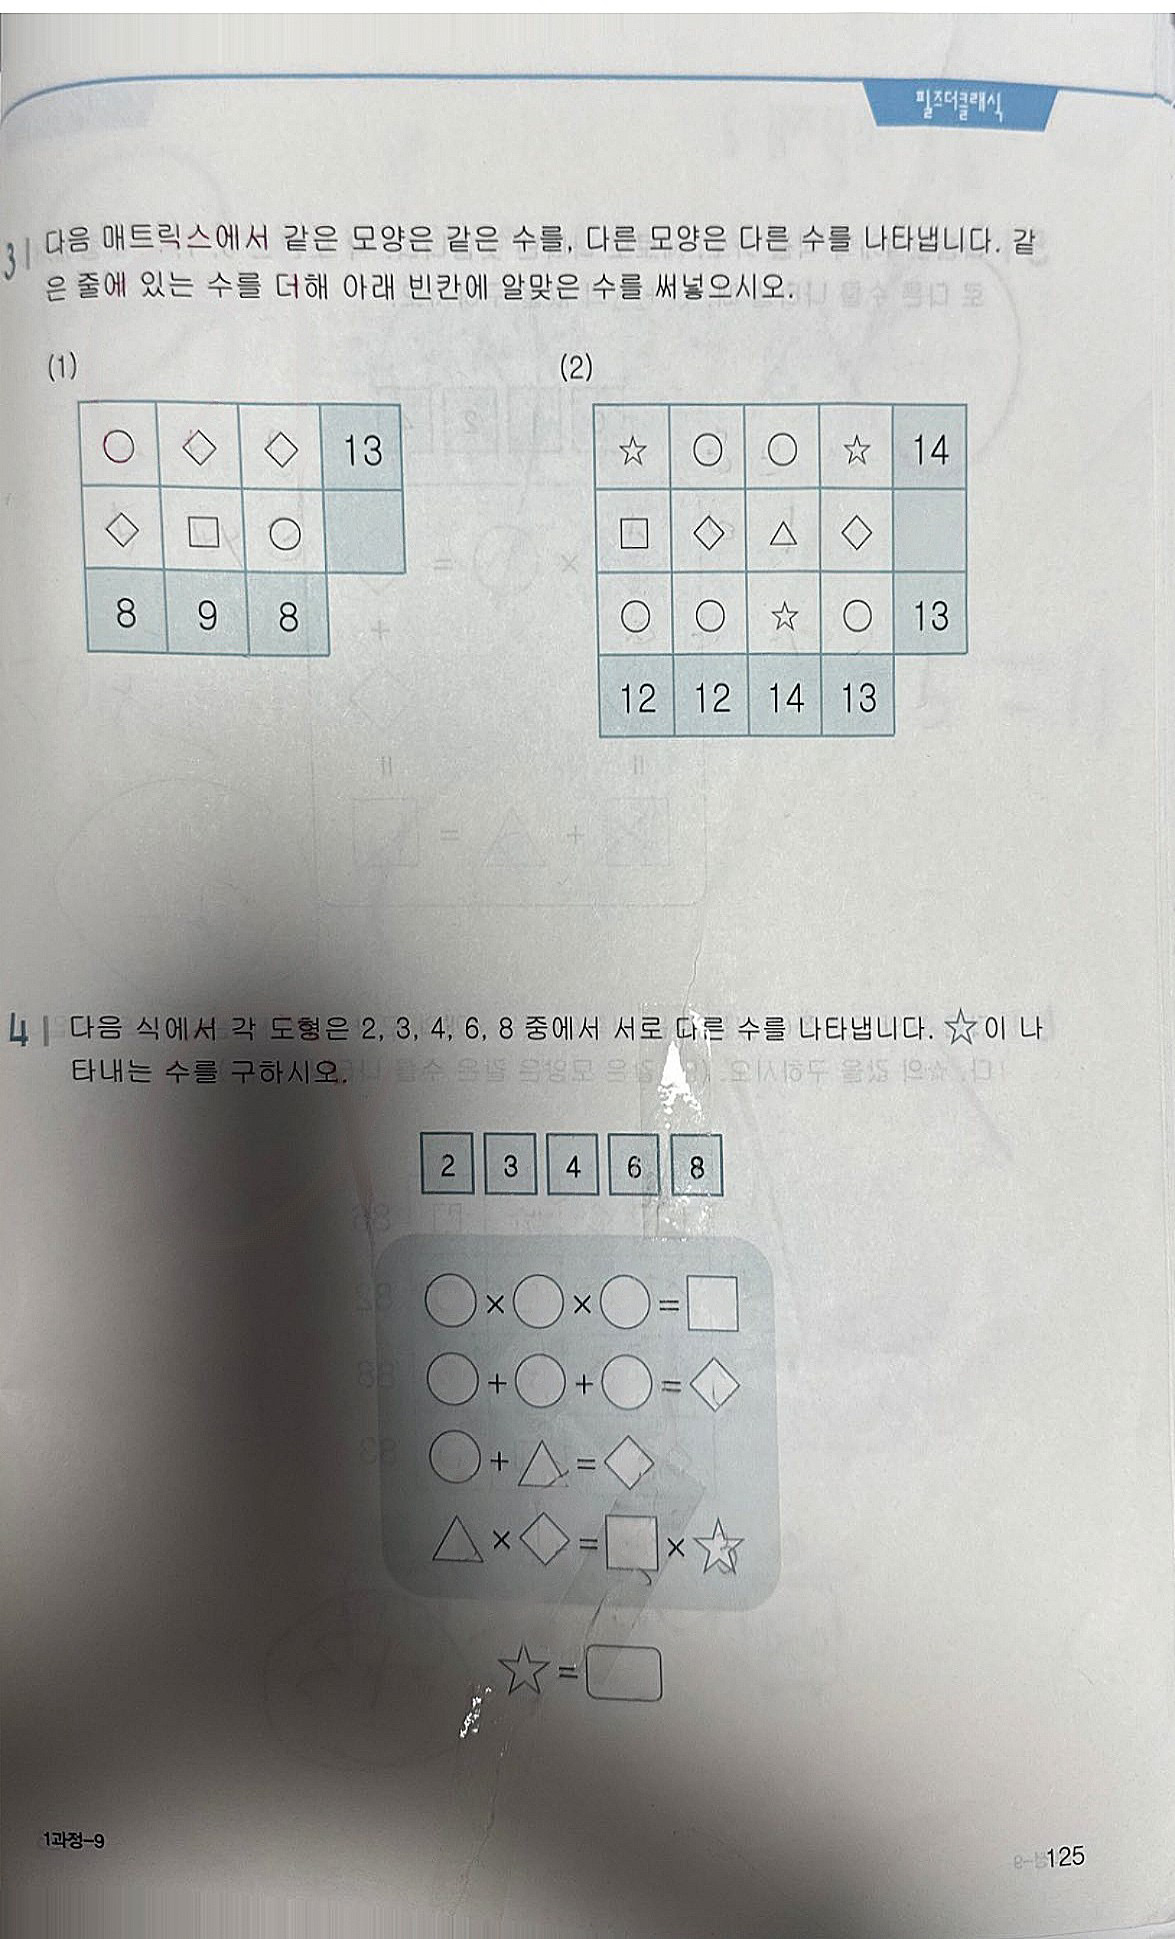 필즈더클래식
3| 다음 매트릭스에서 같은 모양은 같은 수를, 다른 모양은 다른 수를 나타냅니다. 같
은 줄에 있는 수를 더해 아래 빈칸에 알맞은 수를 써넣으시오.
(1) (2)
○ ◇ ◇ 13
◇ □ ○
8 9 8
☆ ○ ○ ☆ 14
□ ◇ △ ◇
○ ○ ☆ ○ 13
12 12 14 13
4| 다음 식에서 각 도형은 2, 3, 4, 6, 8 중에서 서로 다른 수를 나타냅니다. ☆이 나
타내는 수를 구하시오.
2 3 4 6 8
○×○×○=□
○+○+○=◇
○+△=◇
△×◇=□×☆
☆=
1과정-9
125